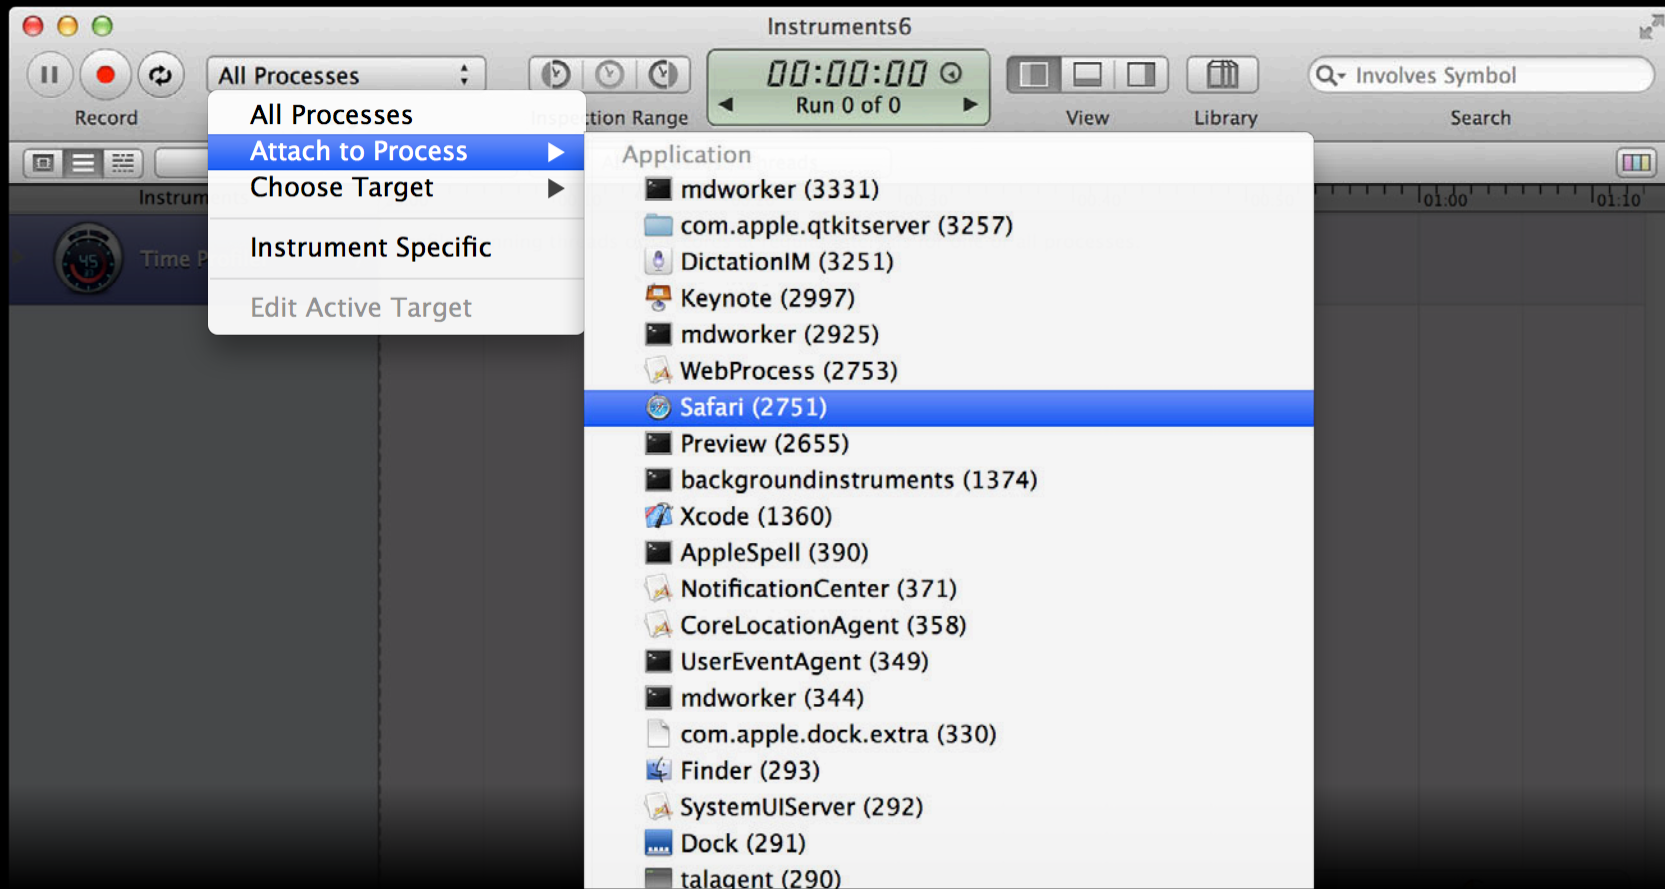 Instruments6
All Processes
00:00:00
Run 0 of 0
Involves Symbol
Record
Inspection Range
View
Library
Search
All Processes
Attach to Process
Choose Target
Instrument Specific
Edit Active Target
Instrum
01:00
01:10
45
Time P
Application
mdworker (3331)
com.apple.qtkitserver (3257)
DictationIM (3251)
Keynote (2997)
mdworker (2925)
WebProcess (2753)
Safari (2751)
Preview (2655)
backgroundinstruments (1374)
Xcode (1360)
AppleSpell (390)
NotificationCenter (371)
CoreLocationAgent (358)
UserEventAgent (349)
mdworker (344)
com.apple.dock.extra (330)
Finder (293)
SystemUIServer (292)
Dock (291)
talagent (290)